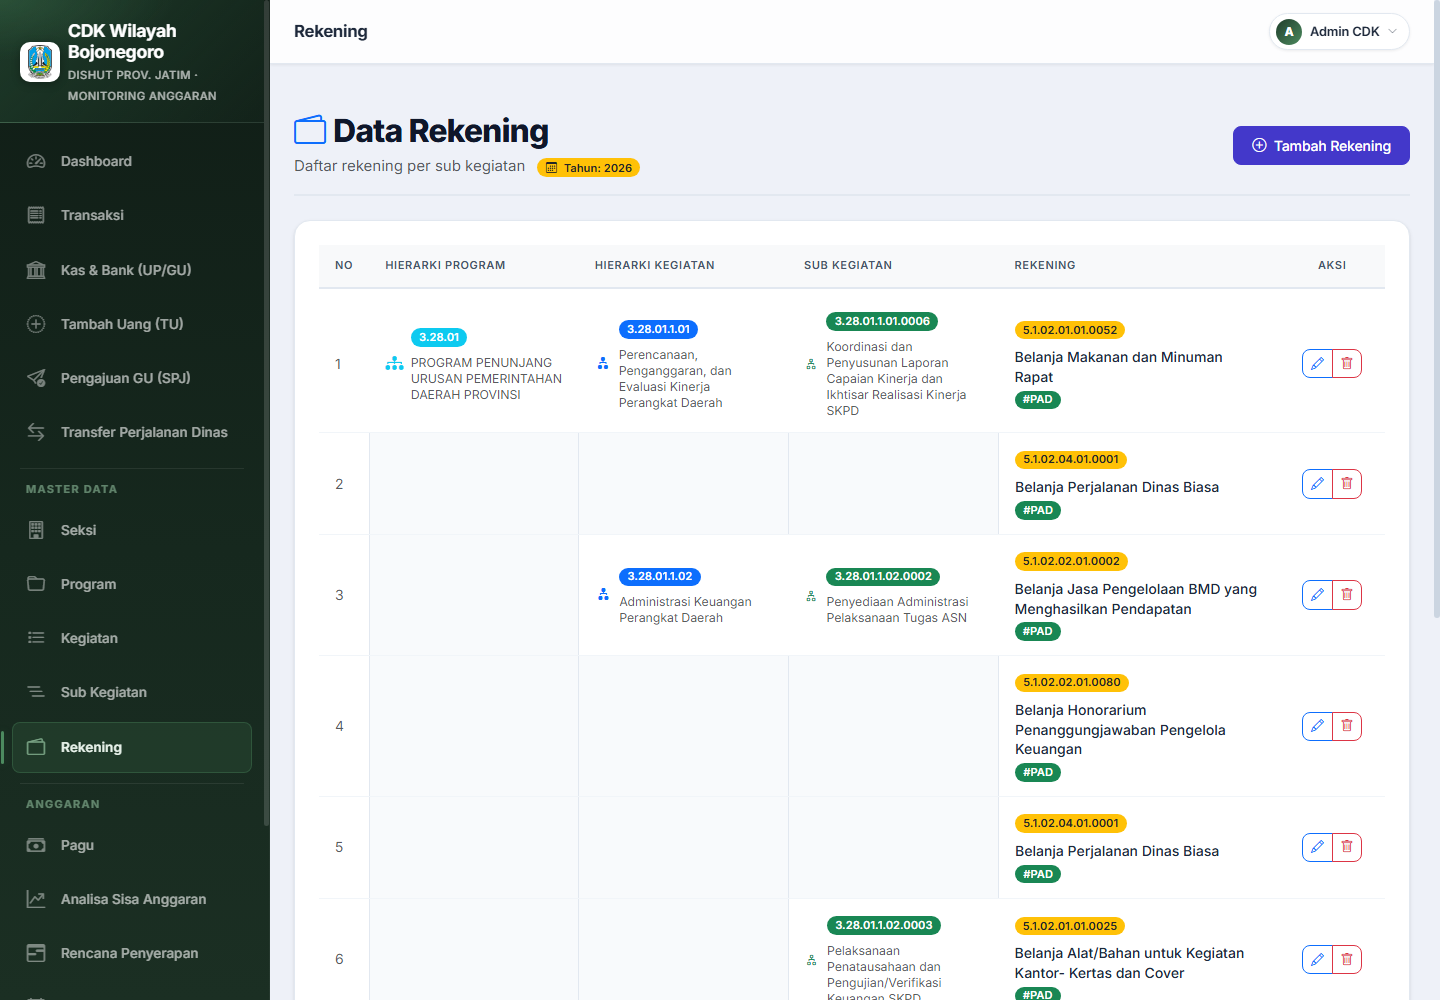 CDK Wilayah
Bojonegoro
DISHUT PROV. JATIM ·
MONITORING ANGGARAN
Dashboard
Transaksi
Kas & Bank (UP/GU)
Tambah Uang (TU)
Pengajuan GU (SPJ)
Transfer Perjalanan Dinas
MASTER DATA
Seksi
Program
Kegiatan
Sub Kegiatan
Rekening
ANGGARAN
Pagu
Analisa Sisa Anggaran
Rencana Penyerapan
Rekening
A Admin CDK
Data Rekening
Daftar rekening per sub kegiatan Tahun: 2026
Tambah Rekening
NO HIERARKI PROGRAM HIERARKI KEGIATAN SUB KEGIATAN REKENING AKSI
1
3.28.01
PROGRAM PENUNJANG
URUSAN PEMERINTAHAN
DAERAH PROVINSI
3.28.01.1.01
Perencanaan,
Penganggaran, dan
Evaluasi Kinerja
Perangkat Daerah
3.28.01.1.01.0006
Koordinasi dan
Penyusunan Laporan
Capaian Kinerja dan
Ikhtisar Realisasi Kinerja
SKPD
5.1.02.01.01.0052
Belanja Makanan dan Minuman
Rapat
#PAD
2
5.1.02.04.01.0001
Belanja Perjalanan Dinas Biasa
#PAD
3
3.28.01.1.02
Administrasi Keuangan
Perangkat Daerah
3.28.01.1.02.0002
Penyediaan Administrasi
Pelaksanaan Tugas ASN
5.1.02.02.01.0002
Belanja Jasa Pengelolaan BMD yang
Menghasilkan Pendapatan
#PAD
4
5.1.02.02.01.0080
Belanja Honorarium
Penanggungjawaban Pengelola
Keuangan
#PAD
5
5.1.02.04.01.0001
Belanja Perjalanan Dinas Biasa
#PAD
6
3.28.01.1.02.0003
Pelaksanaan
Penatausahaan dan
Pengujian/Verifikasi
Keuangan SKPD
5.1.02.01.01.0025
Belanja Alat/Bahan untuk Kegiatan
Kantor- Kertas dan Cover
#PAD